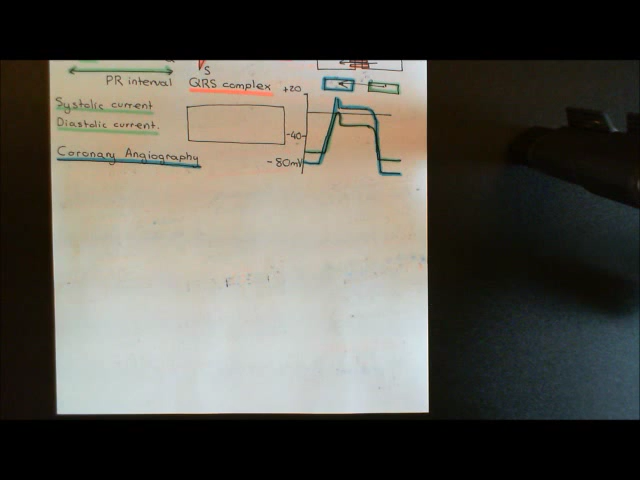 S
PR interval QRS complex +20
Systolic current
Diastolic current.
-40
Coronary Angiography -80mV